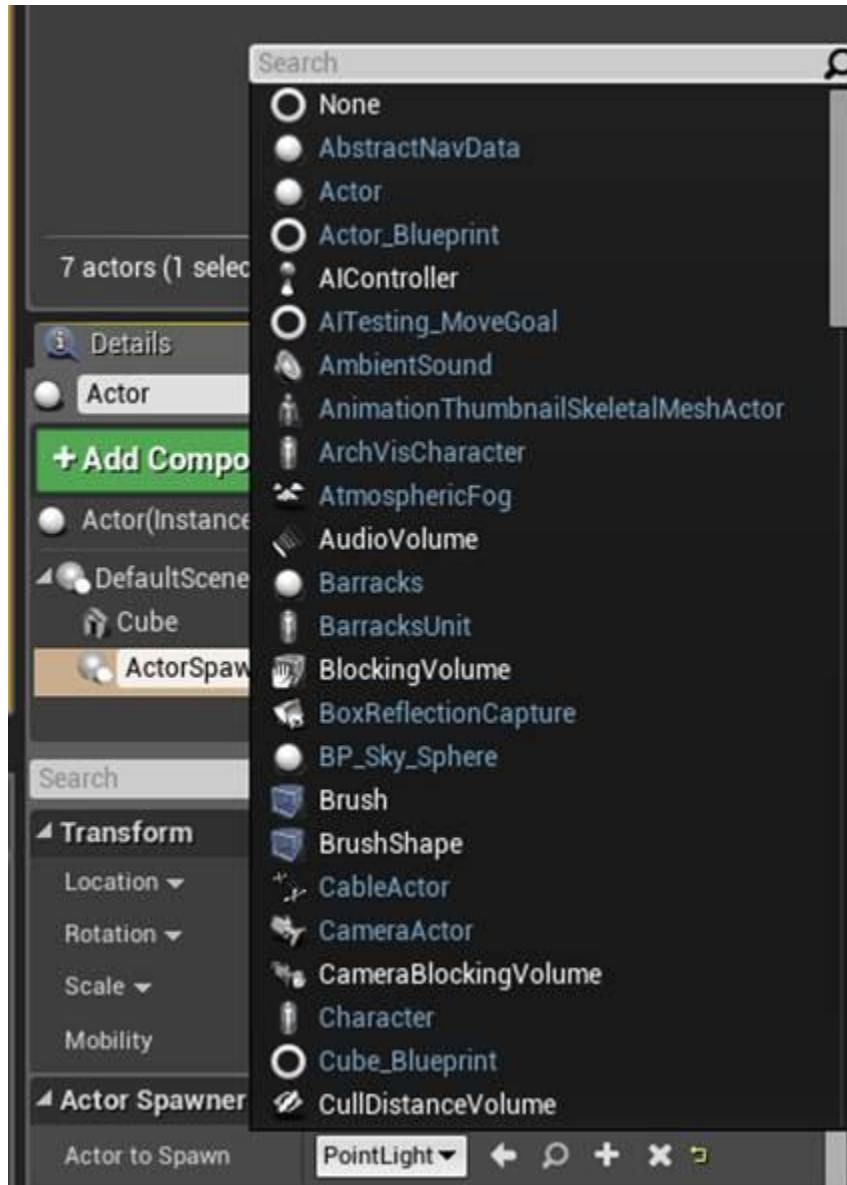 Search
None
AbstractNavData
Actor
Actor_Blueprint
AIController
AITesting_MoveGoal
AmbientSound
AnimationThumbnailSkeletalMeshActor
ArchVisCharacter
AtmosphericFog
AudioVolume
Barracks
BarracksUnit
BlockingVolume
BoxReflectionCapture
BP_Sky_Sphere
Brush
BrushShape
CableActor
CameraActor
CameraBlockingVolume
Character
Cube_Blueprint
CullDistanceVolume
7 actors (1 selec
Details
Actor
+ Add Compo
Actor(Instance
DefaultScene
Cube
ActorSpaw
Search
Transform
Location
Rotation
Scale
Mobility
Actor Spawner
Actor to Spawn PointLight